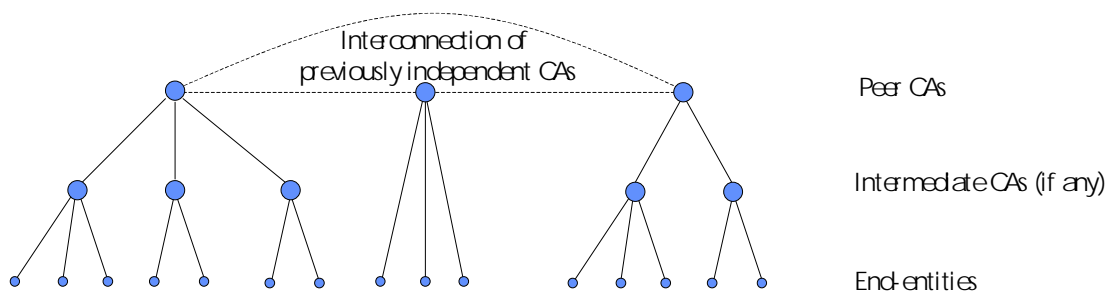 Interconnection of
previously independent CAs
Peer CAs
Intermediate CAs (if any)
End-entities